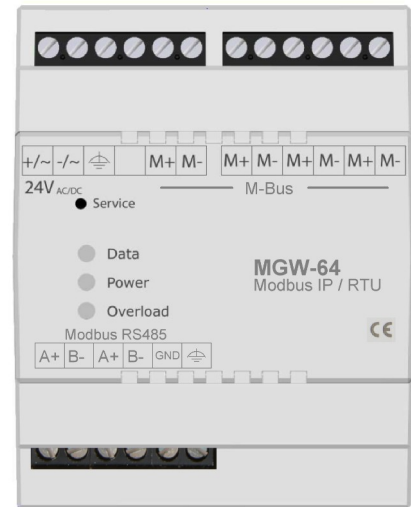 +/~ -/~ M+ M- M+ M- M+ M- M+ M-
24V AC/DC M-Bus
Service
Data
Power
Overload
MGW-64
Modbus IP / RTU
CE
Modbus RS485
A+ B- A+ B- GND